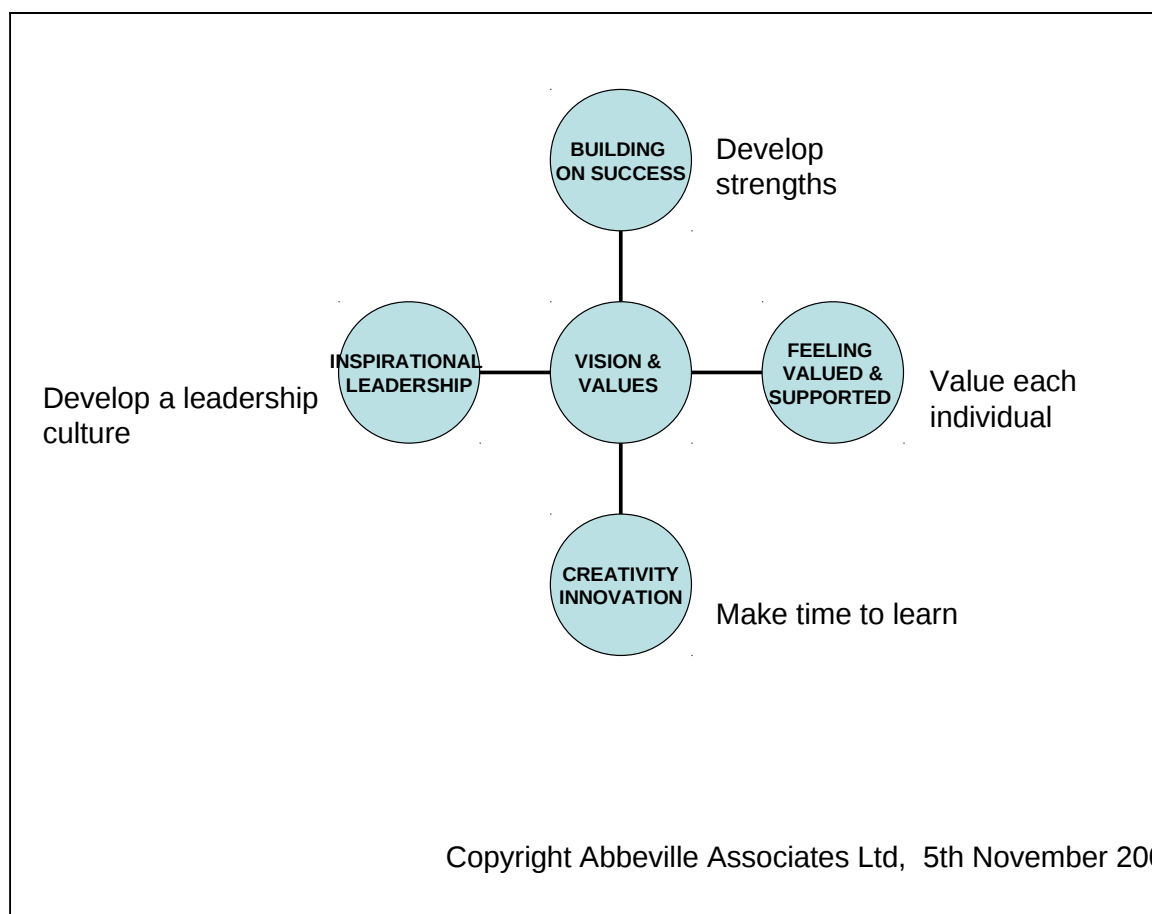 BUILDING
ON SUCCESS
Develop
strengths
INSPIRATIONAL
LEADERSHIP
Develop a leadership
culture
VISION &
VALUES
FEELING
VALUED &
SUPPORTED
Value each
individual
CREATIVITY
INNOVATION
Make time to learn
Copyright Abbeville Associates Ltd,  5th November